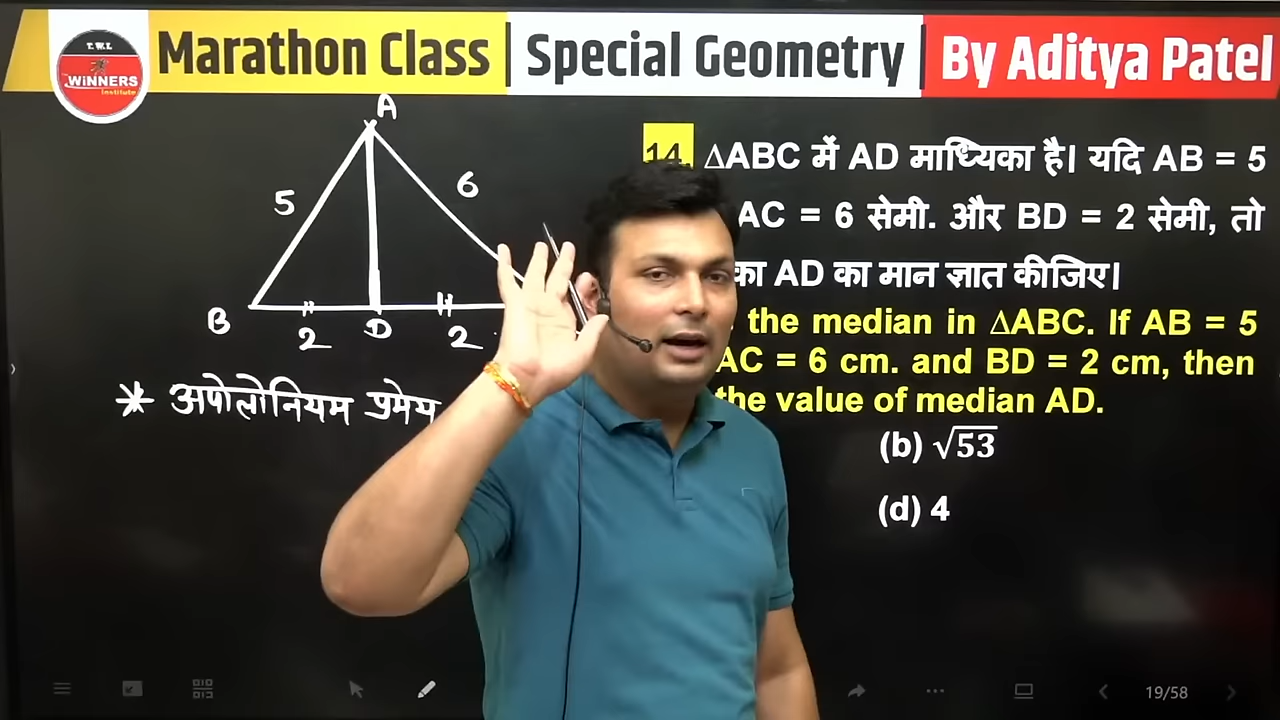 T.W.I.
WINNERS
Institute
Marathon Class | Special Geometry By Aditya Patel
A
5
6
B
2
D
2
* अपोलोनियम प्रमेय
14. ∆ABC में AD माध्यिका है। यदि AB = 5
AC = 6 सेमी. और BD = 2 सेमी, तो
का AD का मान ज्ञात कीजिए।
the median in ∆ABC. If AB = 5
AC = 6 cm. and BD = 2 cm, then
the value of median AD.
(b) √53
(d) 4
19/58